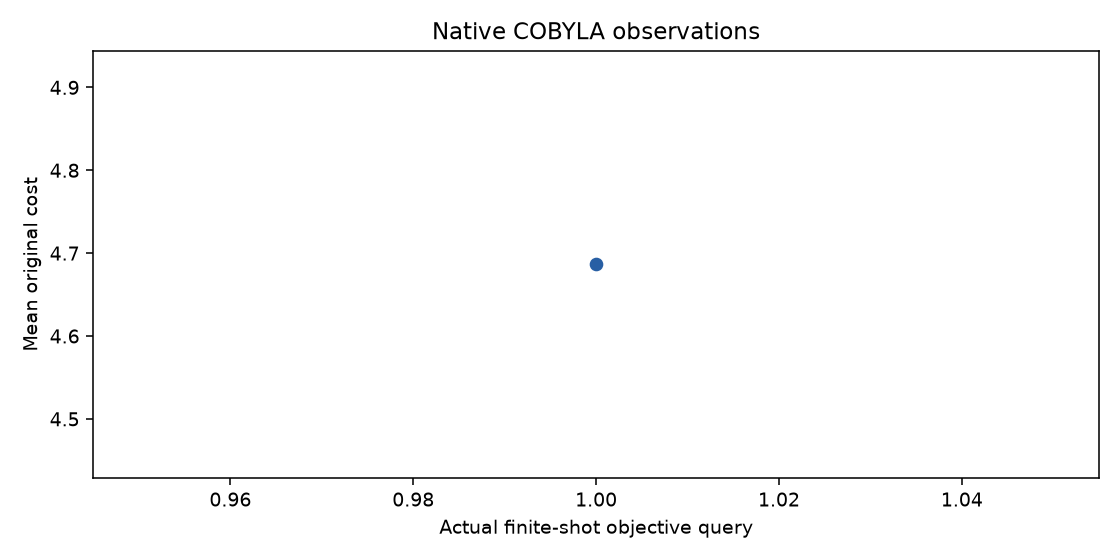 Native COBYLA observations
4.9
4.8
4.7
4.6
4.5
Mean original cost
0.96 0.98 1.00 1.02 1.04
Actual finite-shot objective query